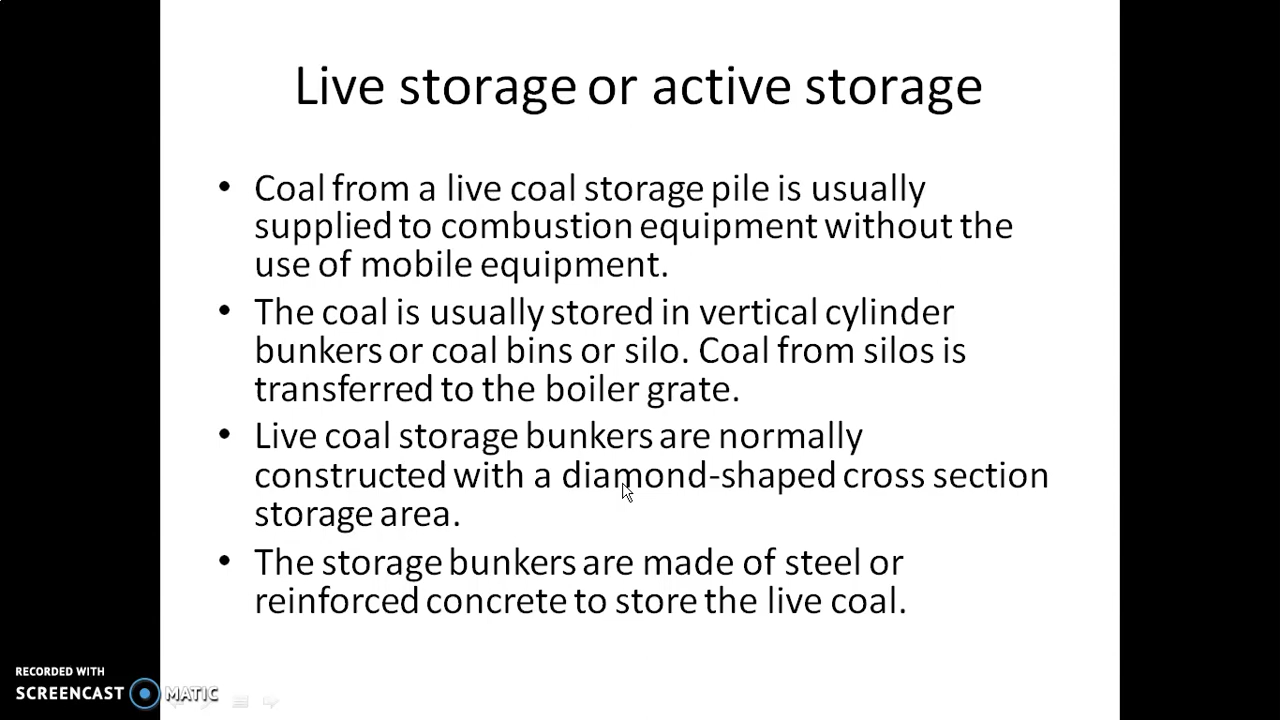 Live storage or active storage
• Coal from a live coal storage pile is usually
supplied to combustion equipment without the
use of mobile equipment.
• The coal is usually stored in vertical cylinder
bunkers or coal bins or silo. Coal from silos is
transferred to the boiler grate.
• Live coal storage bunkers are normally
constructed with a diamond-shaped cross section
storage area.
• The storage bunkers are made of steel or
reinforced concrete to store the live coal.
RECORDED WITH
SCREENCAST MATIC